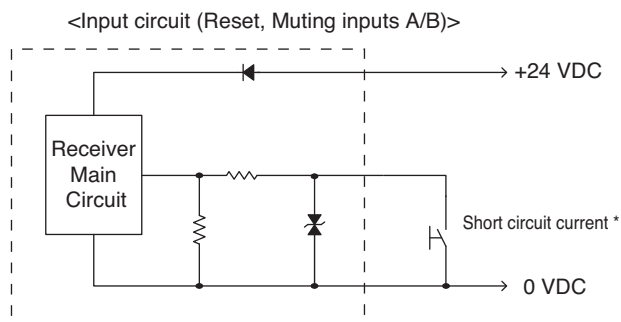 <Input circuit (Reset, Muting inputs A/B)>
+24 VDC
Receiver
Main
Circuit
Short circuit current *
0 VDC